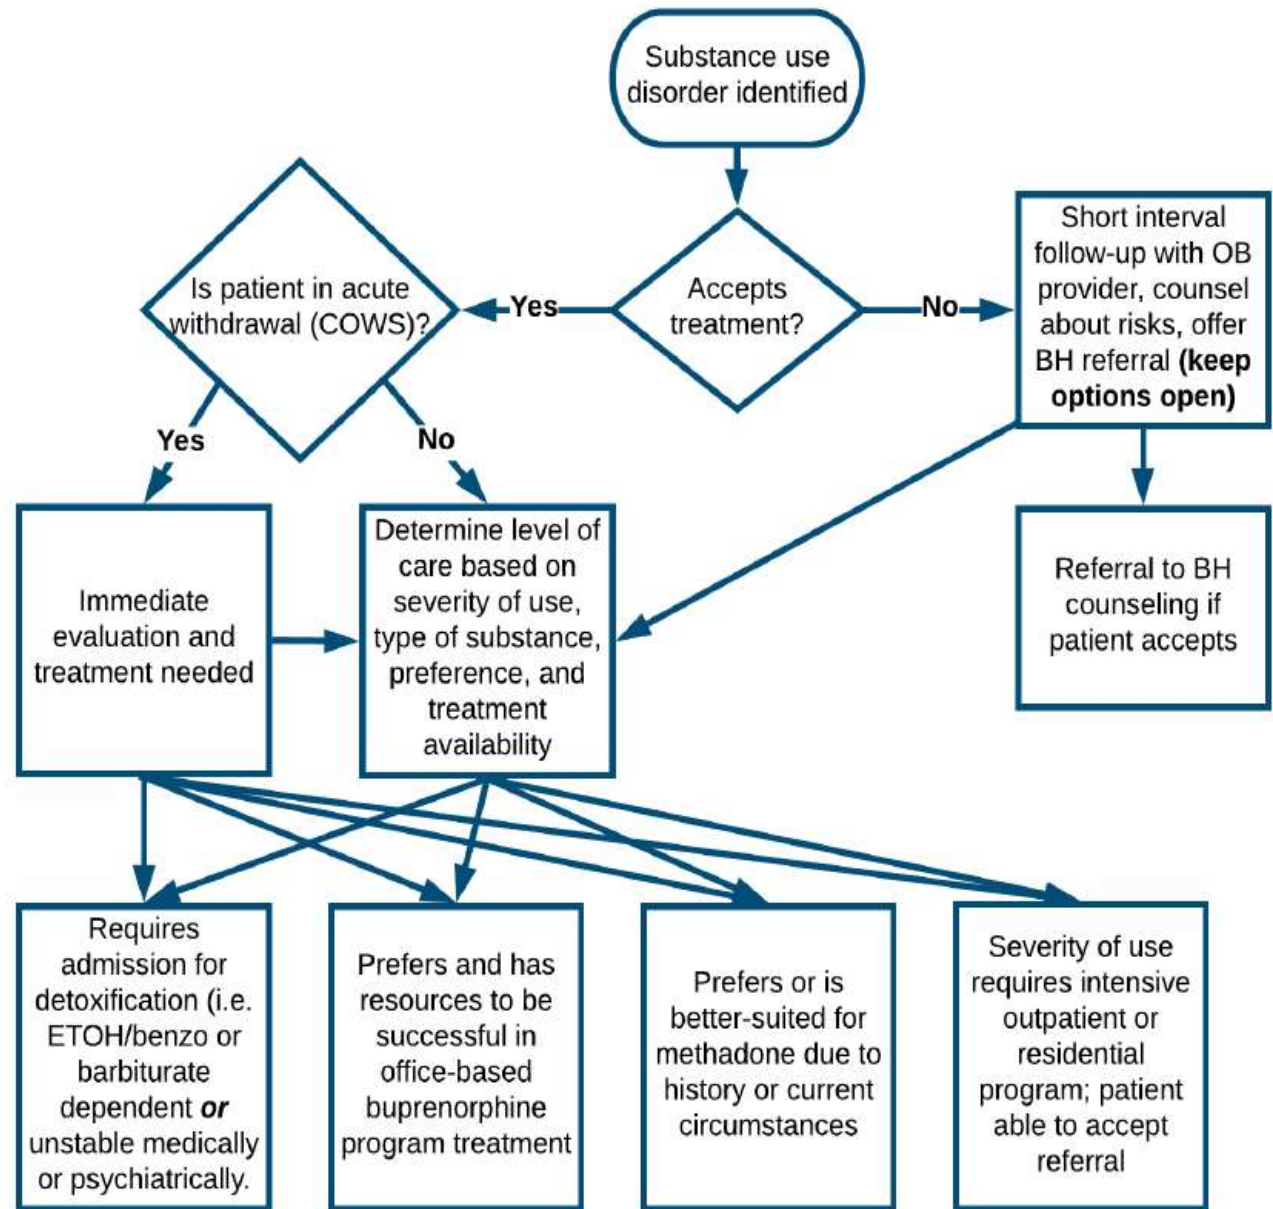 Substance use
disorder identified
Accepts
treatment?
Yes
No
Is patient in acute
withdrawal (COWS)?
Yes
No
Short interval
follow-up with OB
provider, counsel
about risks, offer
BH referral (keep
options open)
Immediate
evaluation and
treatment needed
Determine level of
care based on
severity of use,
type of substance,
preference, and
treatment
availability
Referral to BH
counseling if
patient accepts
Requires
admission for
detoxification (i.e.
ETOH/benzo or
barbiturate
dependent or
unstable medically
or psychiatrically.
Prefers and has
resources to be
successful in
office-based
buprenorphine
program treatment
Prefers or is
better-suited for
methadone due to
history or current
circumstances
Severity of use
requires intensive
outpatient or
residential
program; patient
able to accept
referral